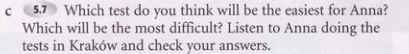 c 5.7 Which test do you think will be the easiest for Anna?
Which will be the most difficult? Listen to Anna doing the
tests in Kraków and check your answers.